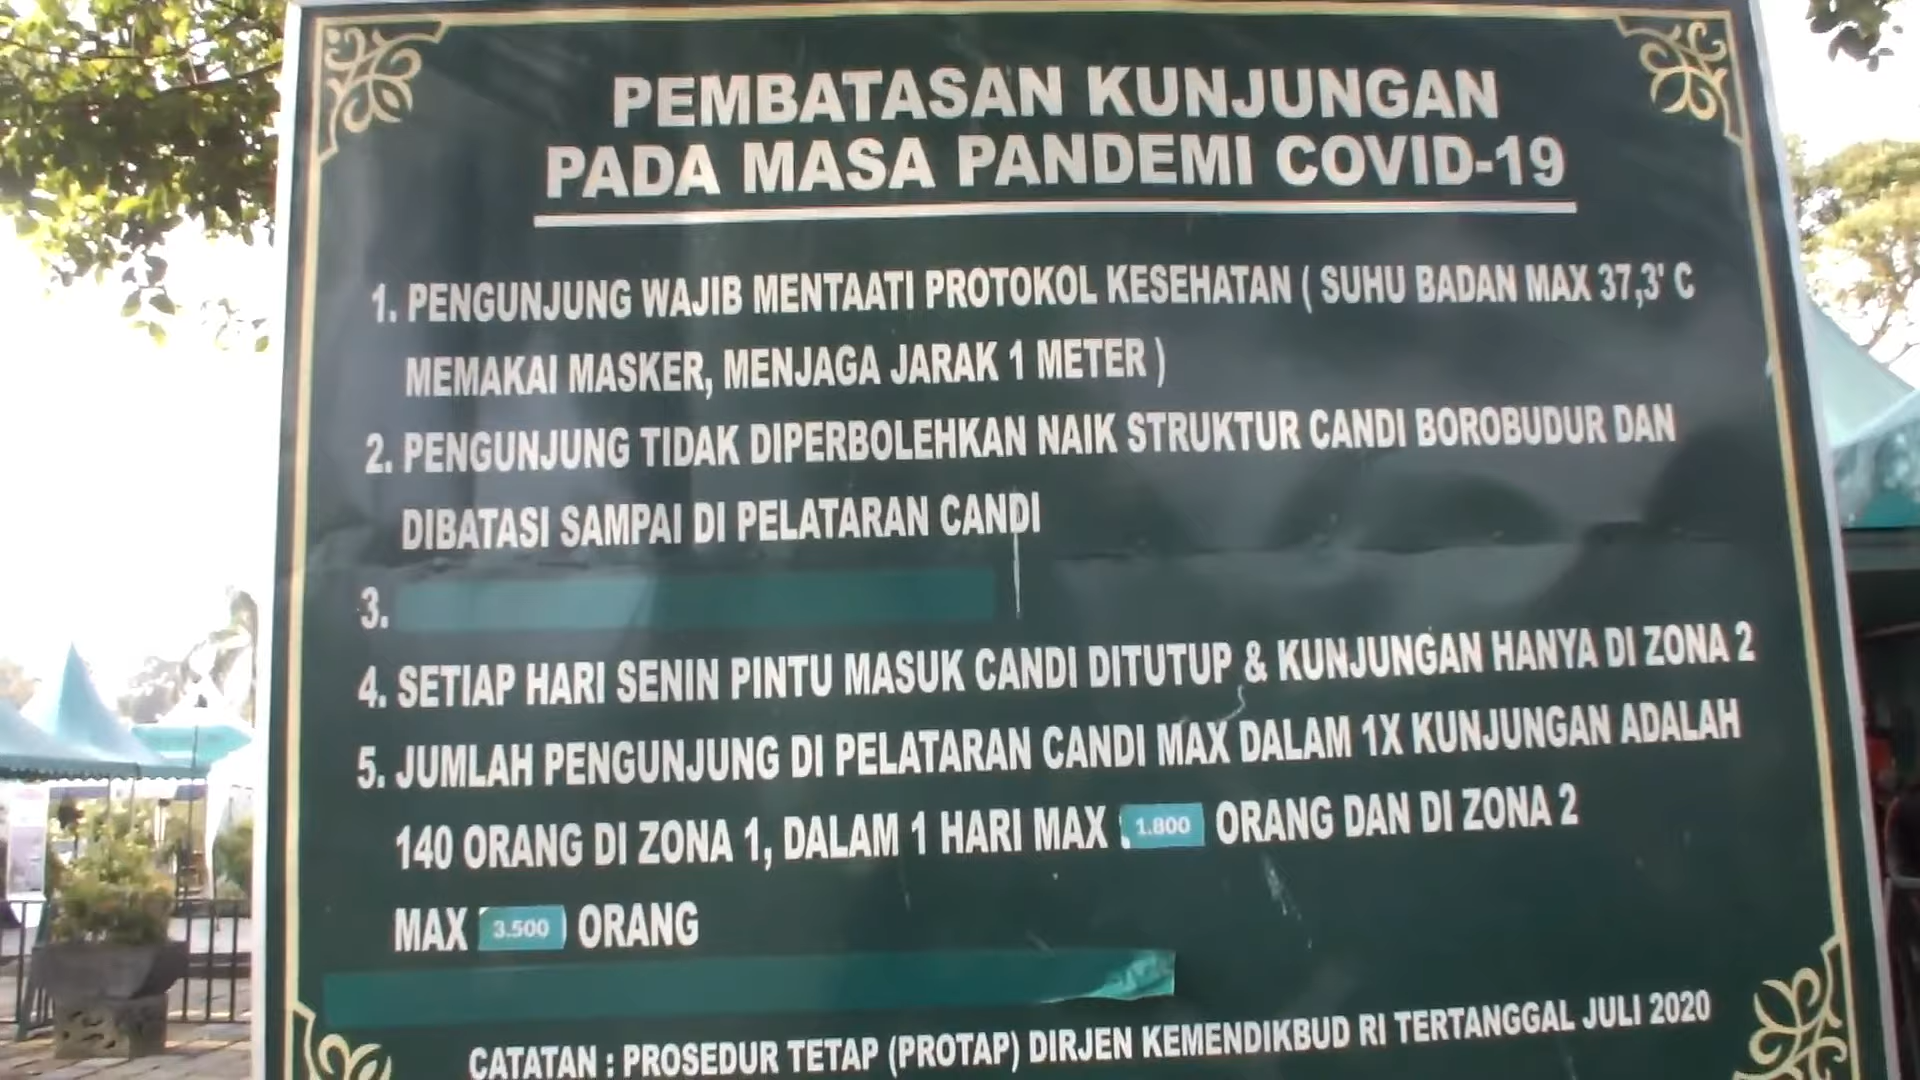 PEMBATASAN KUNJUNGAN
PADA MASA PANDEMI COVID-19
1. PENGUNJUNG WAJIB MENTAATI PROTOKOL KESEHATAN ( SUHU BADAN MAX 37,3' C
MEMAKAI MASKER, MENJAGA JARAK 1 METER )
2. PENGUNJUNG TIDAK DIPERBOLEHKAN NAIK STRUKTUR CANDI BOROBUDUR DAN
DIBATASI SAMPAI DI PELATARAN CANDI
3.
4. SETIAP HARI SENIN PINTU MASUK CANDI DITUTUP & KUNJUNGAN HANYA DI ZONA 2
5. JUMLAH PENGUNJUNG DI PELATARAN CANDI MAX DALAM 1X KUNJUNGAN ADALAH
140 ORANG DI ZONA 1, DALAM 1 HARI MAX 1.800 ORANG DAN DI ZONA 2
MAX 3.500 ORANG
CATATAN : PROSEDUR TETAP (PROTAP) DIRJEN KEMENDIKBUD RI TERTANGGAL JULI 2020